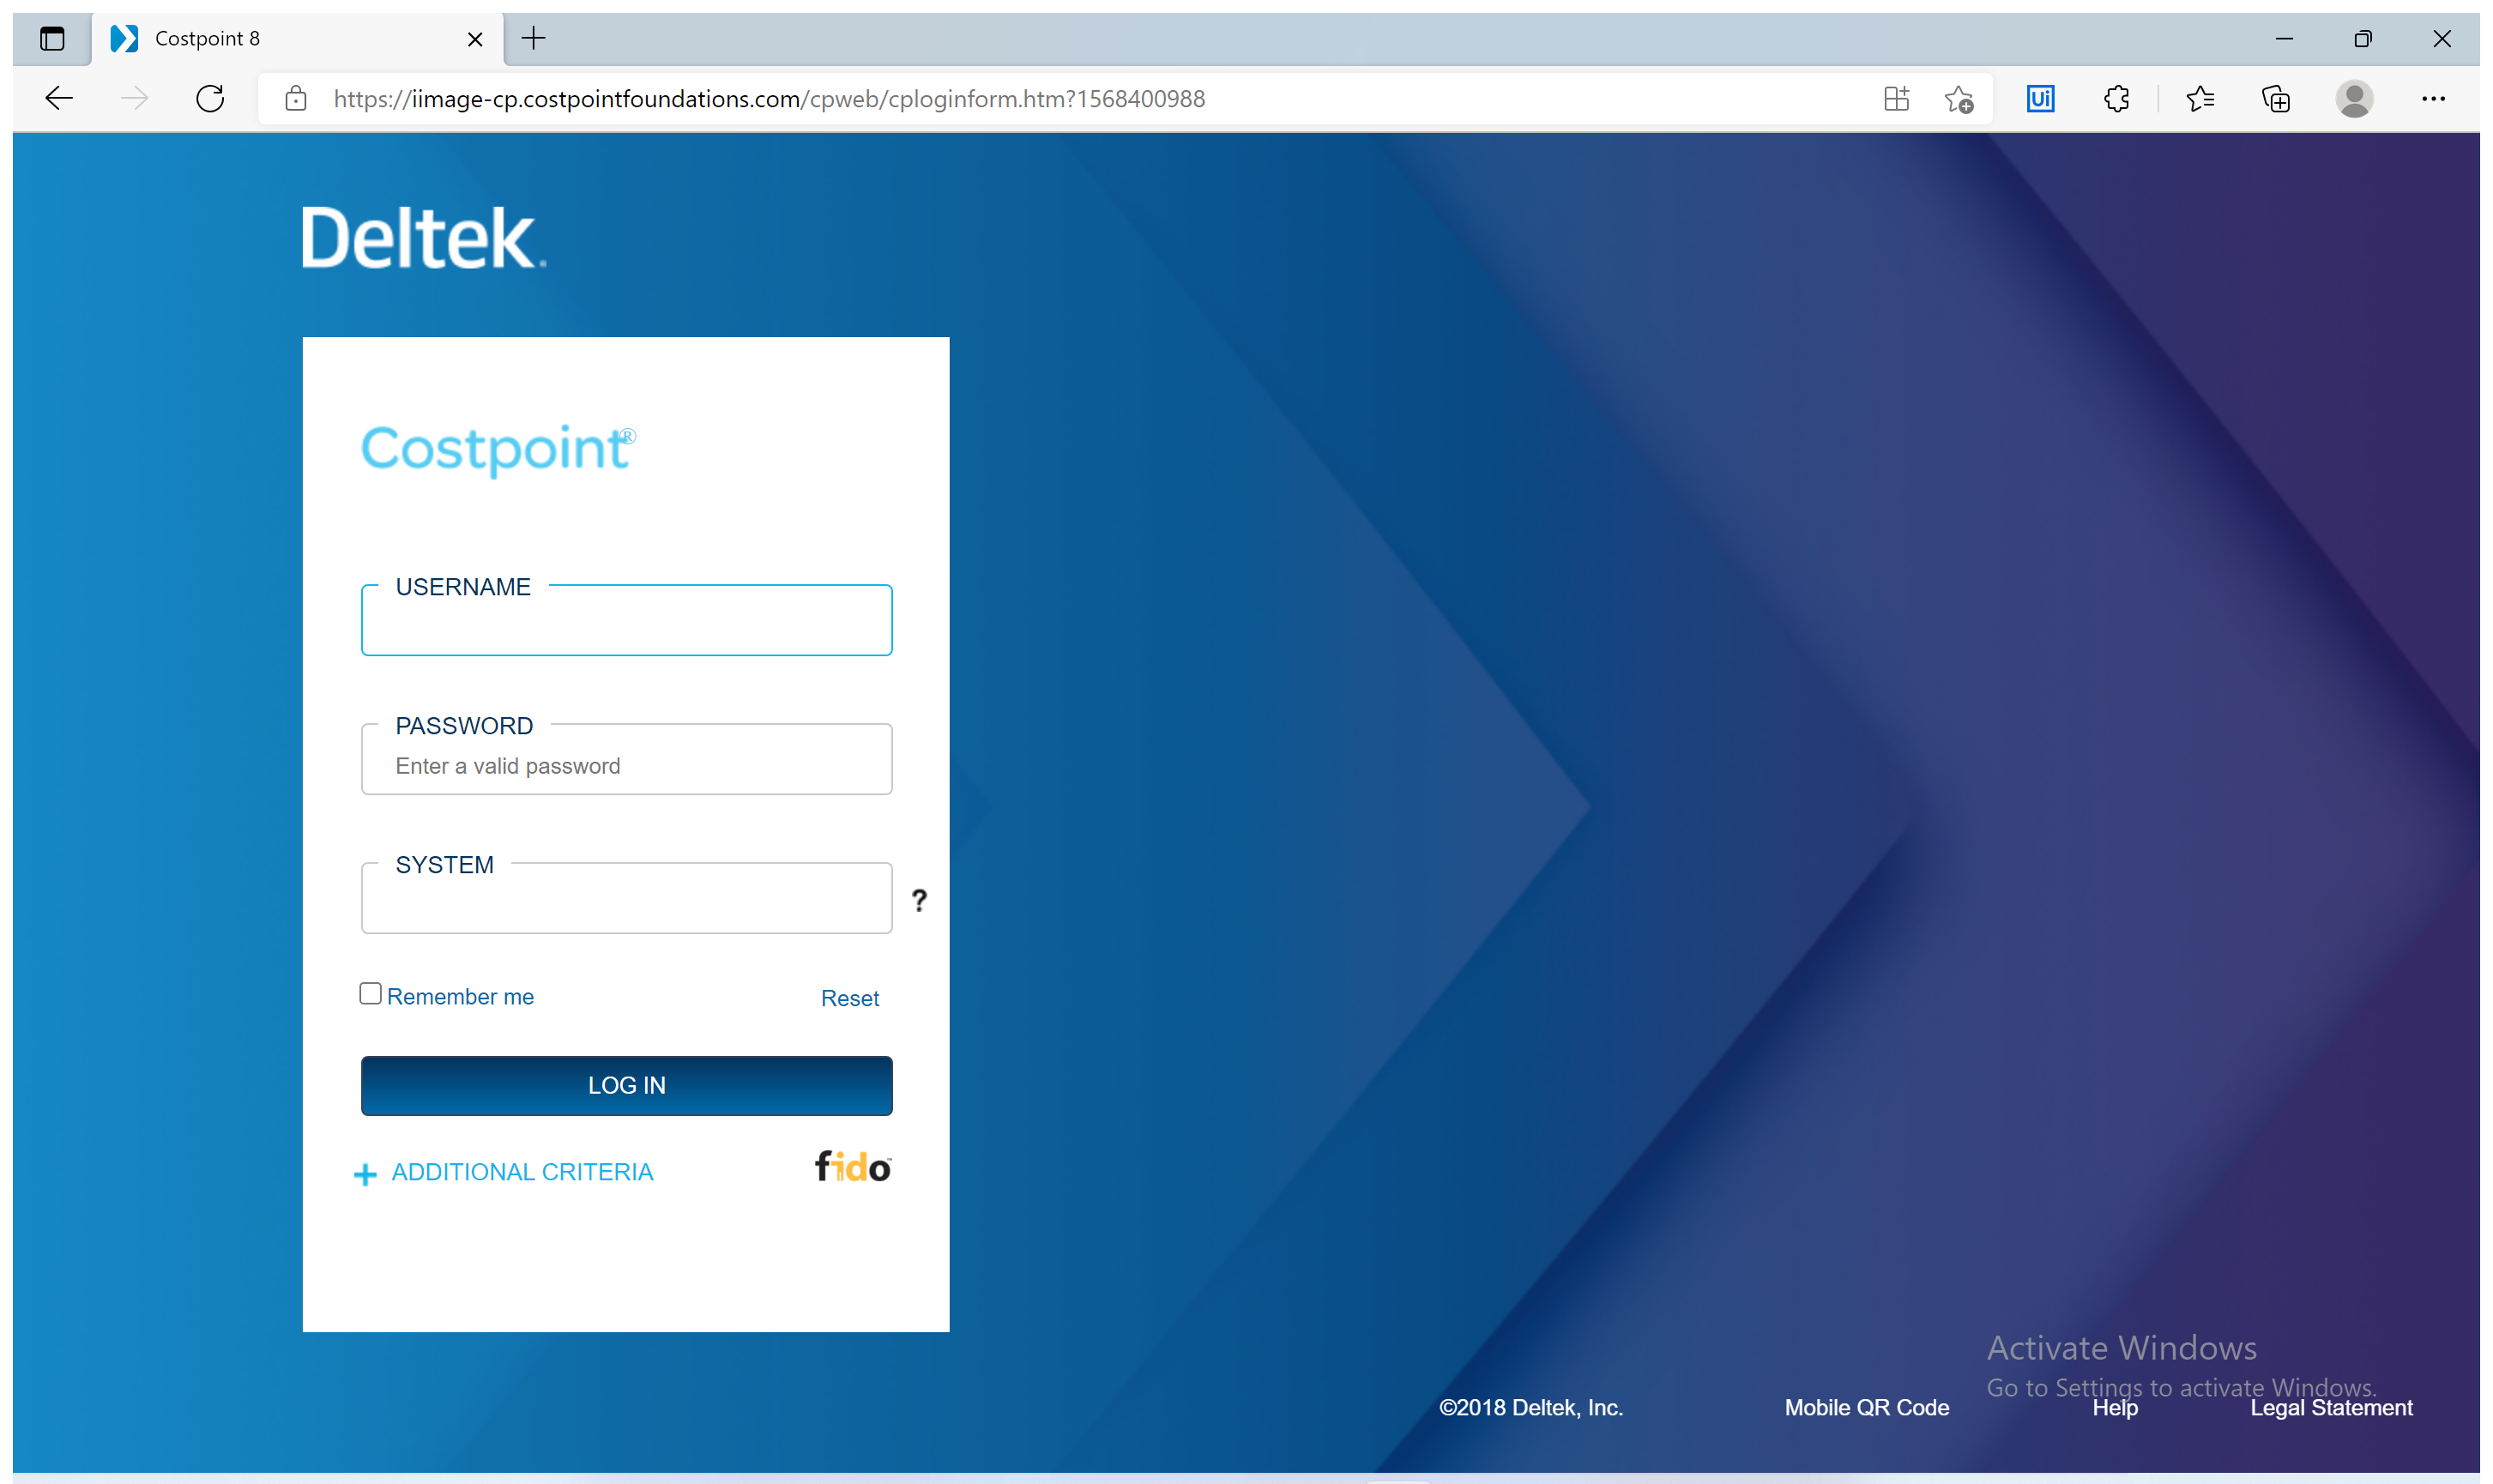 Costpoint 8
https://iimage-cp.costpointfoundations.com/cpweb/cploginform.htm?1568400988
Ui
Deltek.
Costpoint®
USERNAME
PASSWORD
Enter a valid password
SYSTEM
?
Remember me
Reset
LOG IN
+ ADDITIONAL CRITERIA
fido™
Activate Windows
Go to Settings to activate Windows.
©2018 Deltek, Inc.
Mobile QR Code
Help
Legal Statement